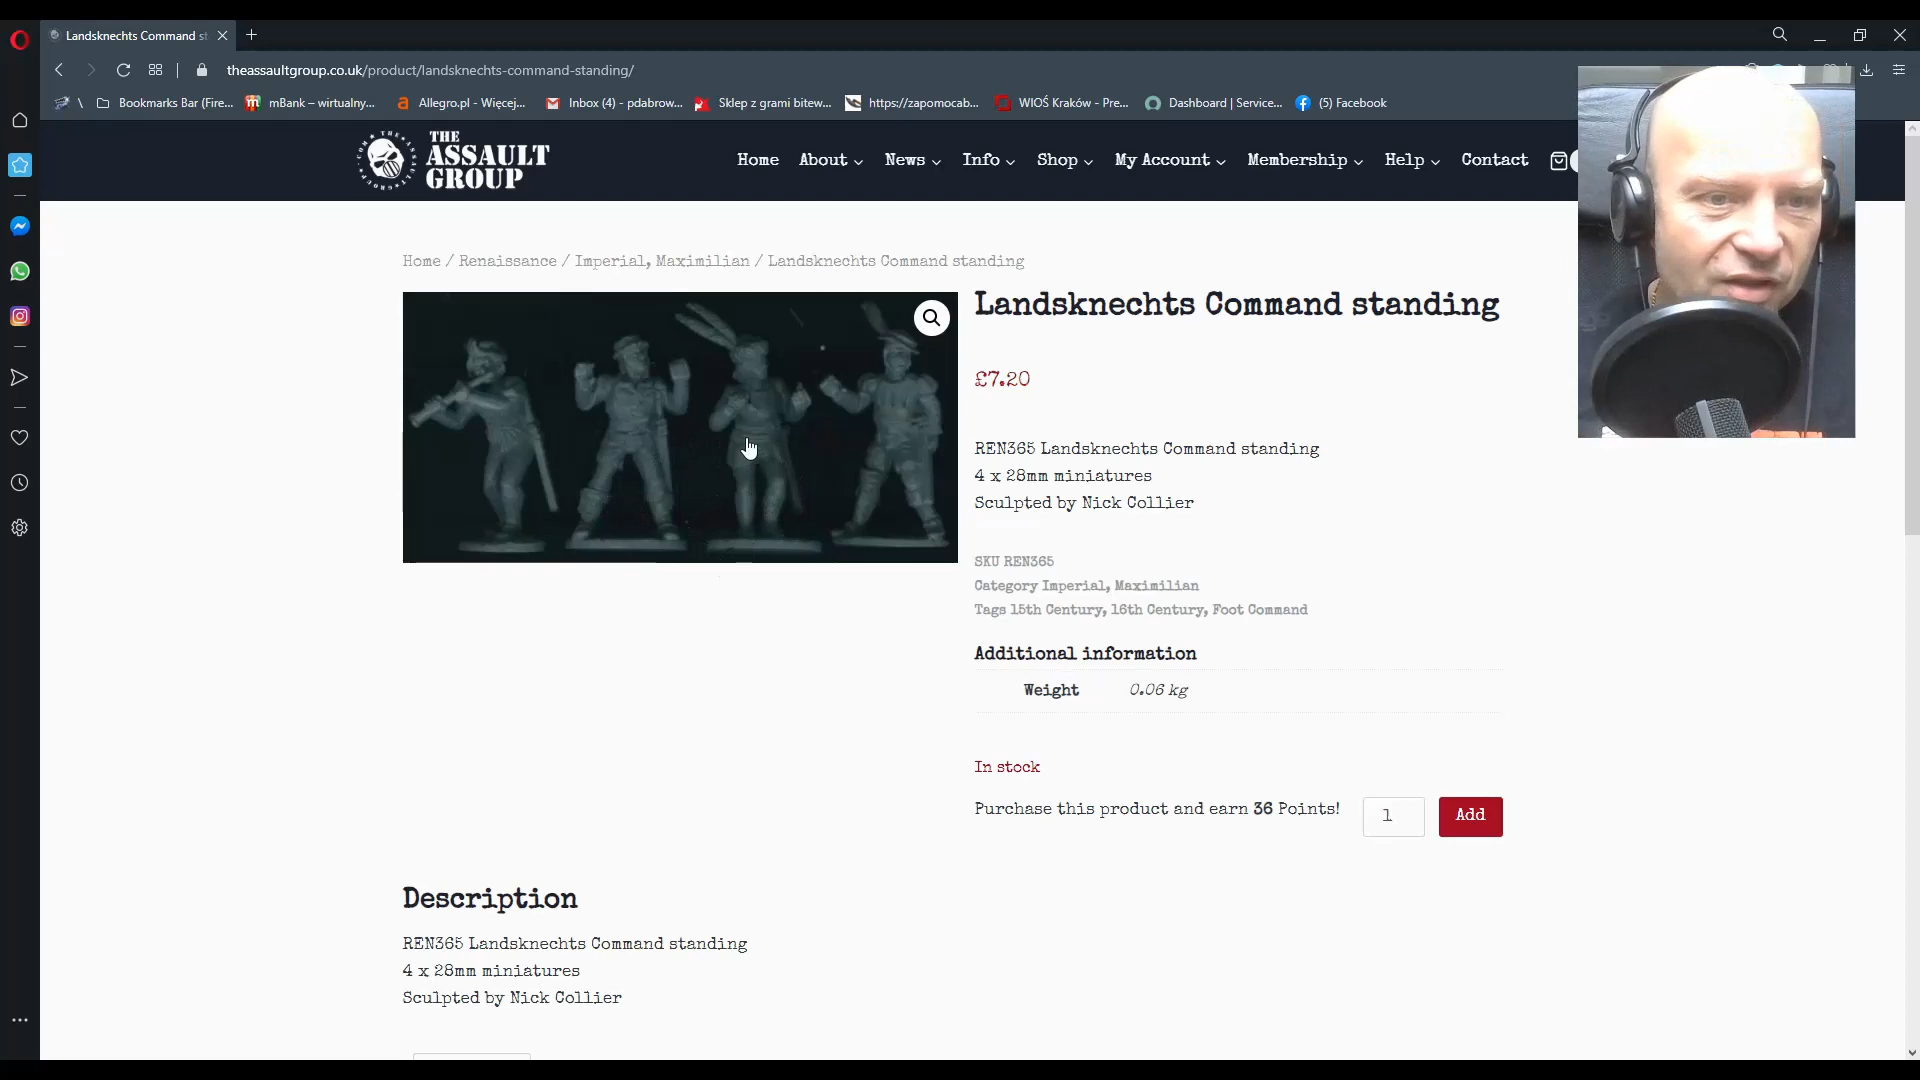 Landsknechts Command st
theassaultgroup.co.uk/product/landsknechts-command-standing/
\ Bookmarks Bar (Fire... mBank – wirtualny... Allegro.pl - Więcej... Inbox (4) - pdabrow... Sklep z grami bitew... https://zapomocab... WIOŚ Kraków - Pre... Dashboard | Service... (5) Facebook
THE ASSAULT GROUP
Home About News Info Shop My Account Membership Help Contact
Home / Renaissance / Imperial, Maximilian / Landsknechts Command standing
Landsknechts Command standing
£7.20
REN365 Landsknechts Command standing
4 x 28mm miniatures
Sculpted by Nick Collier
SKU REN365
Category Imperial, Maximilian
Tags 15th Century, 16th Century, Foot Command
Additional information
Weight 0.06 kg
In stock
Purchase this product and earn 36 Points! 1 Add
Description
REN365 Landsknechts Command standing
4 x 28mm miniatures
Sculpted by Nick Collier